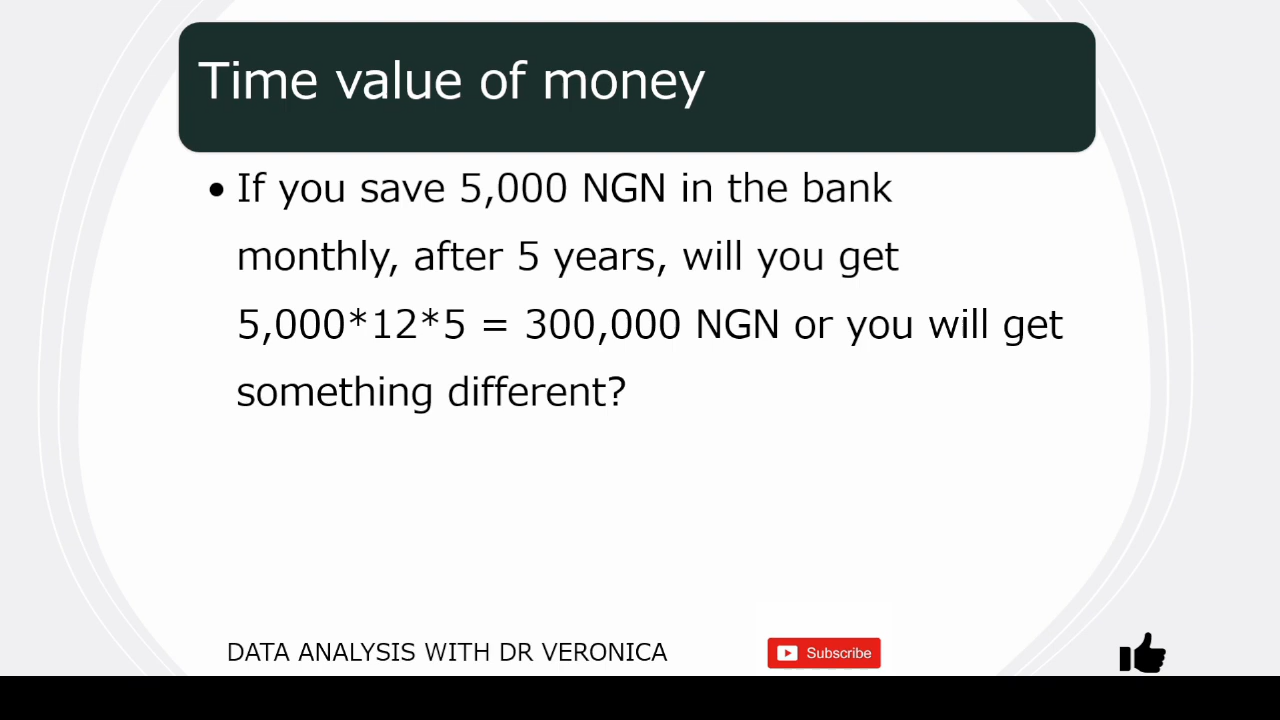 Time value of money
• If you save 5,000 NGN in the bank
monthly, after 5 years, will you get
5,000*12*5 = 300,000 NGN or you will get
something different?
DATA ANALYSIS WITH DR VERONICA
Subscribe